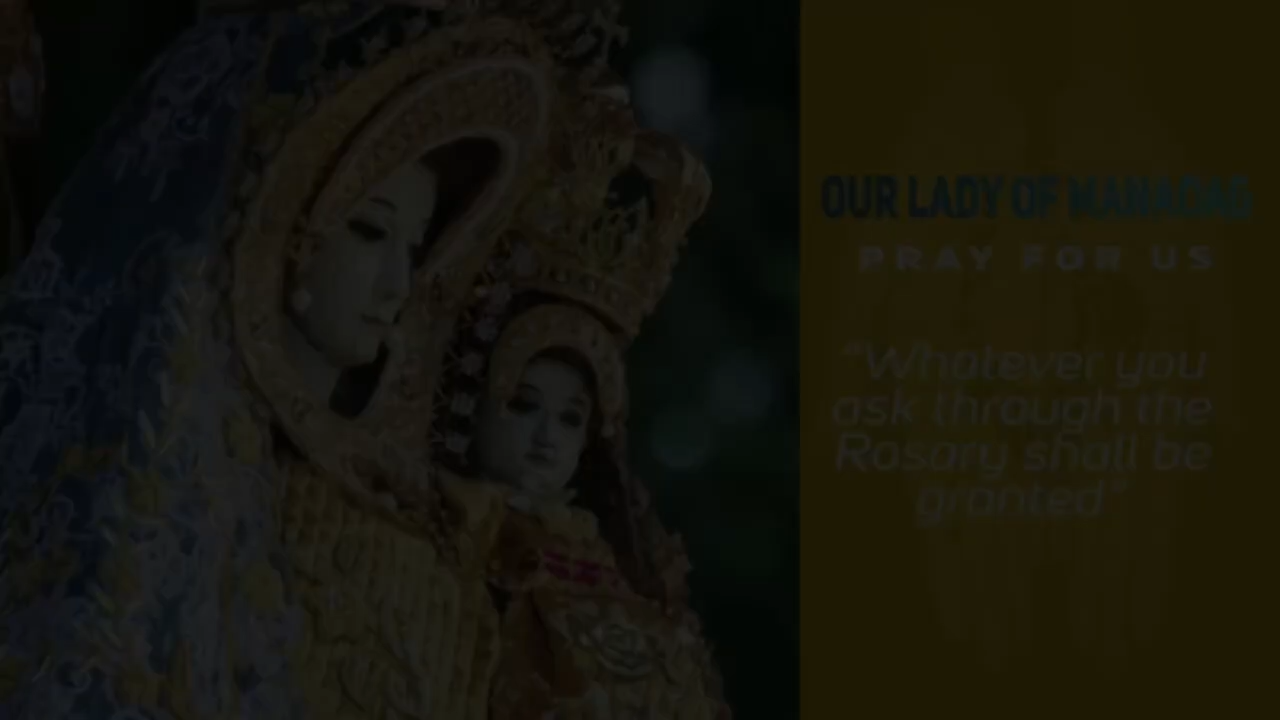 OUR LADY OF MANAOAG
PRAY FOR US
“Whatever you
ask through the
Rosary shall be
granted”